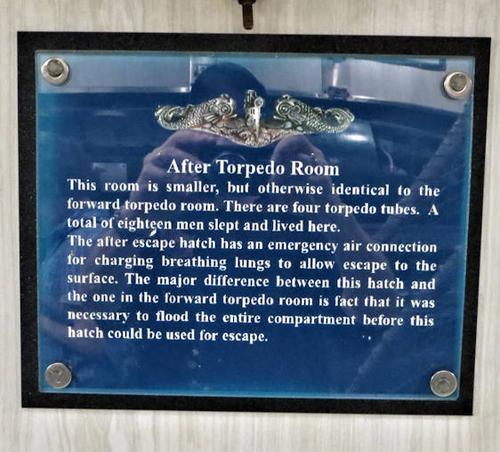 After Torpedo Room
This room is smaller, but otherwise identical to the
forward torpedo room. There are four torpedo tubes. A
total of eighteen men slept and lived here.
The after escape hatch has an emergency air connection
for charging breathing lungs to allow escape to the
surface. The major difference between this hatch and
the one in the forward torpedo room is fact that it was
necessary to flood the entire compartment before this
hatch could be used for escape.